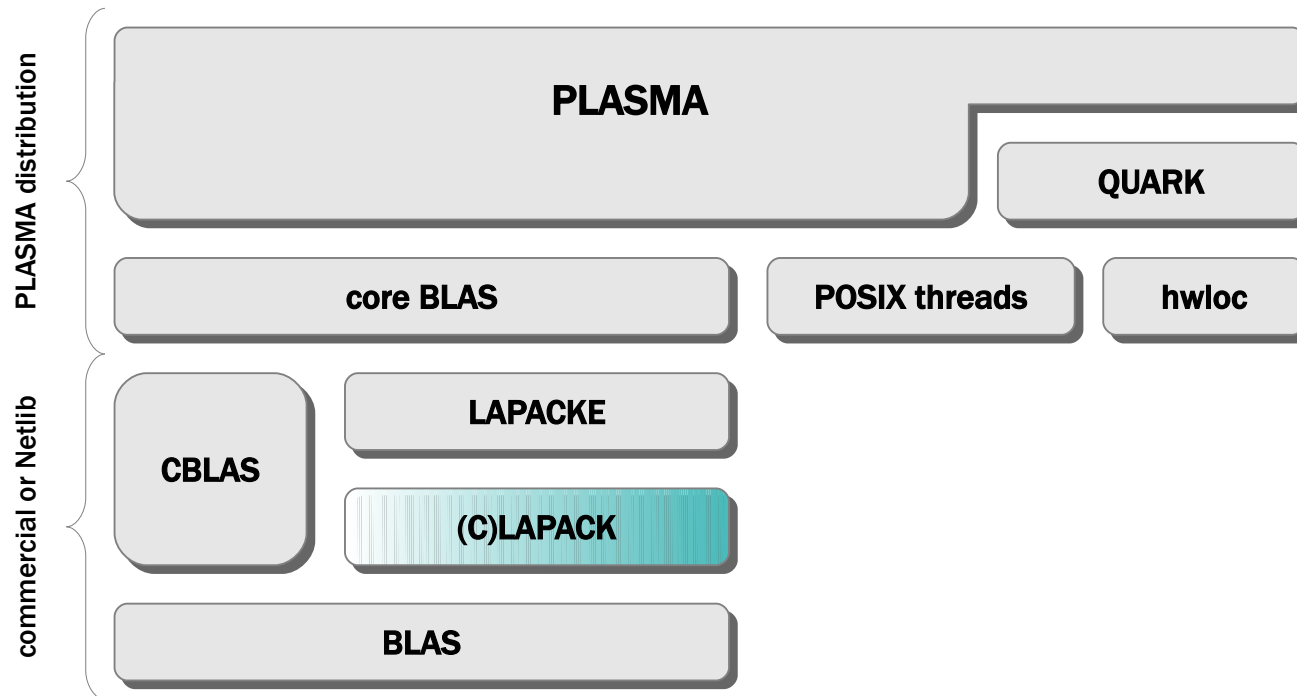 PLASMA distribution
PLASMA
QUARK
core BLAS
POSIX threads
hwloc
commercial or Netlib
CBLAS
LAPACKE
(C)LAPACK
BLAS